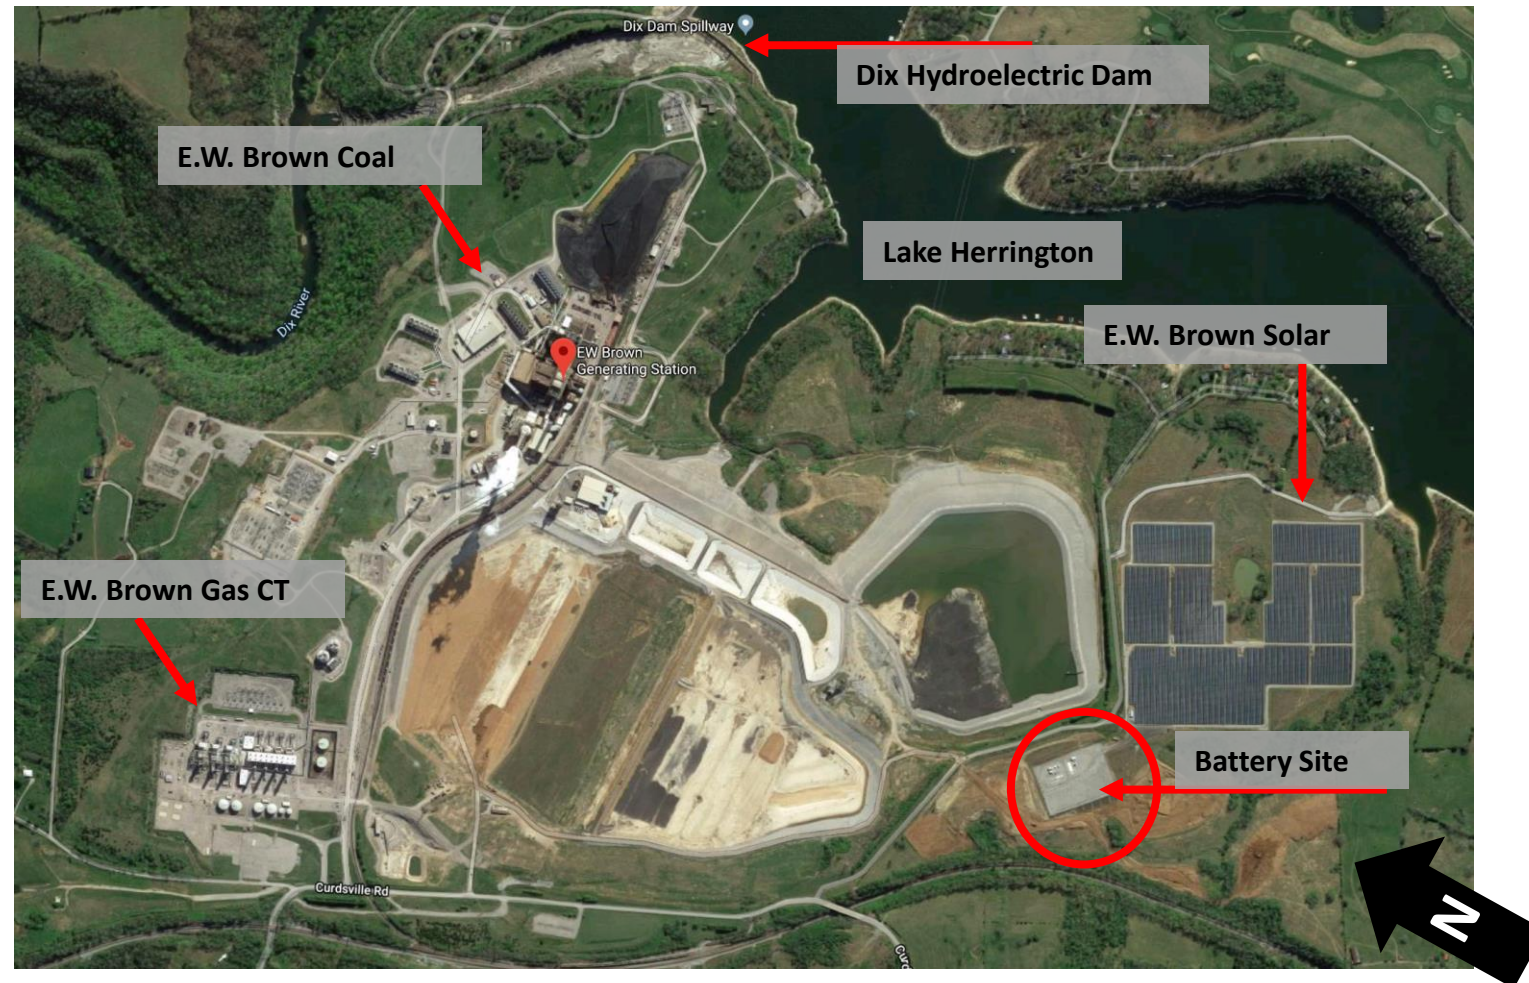 Dix Dam Spillway
Dix Hydroelectric Dam
E.W. Brown Coal
Lake Herrington
Dix River
E.W. Brown Solar
EW Brown
Generating Station
E.W. Brown Gas CT
Battery Site
Curdsville Rd
Curd
N